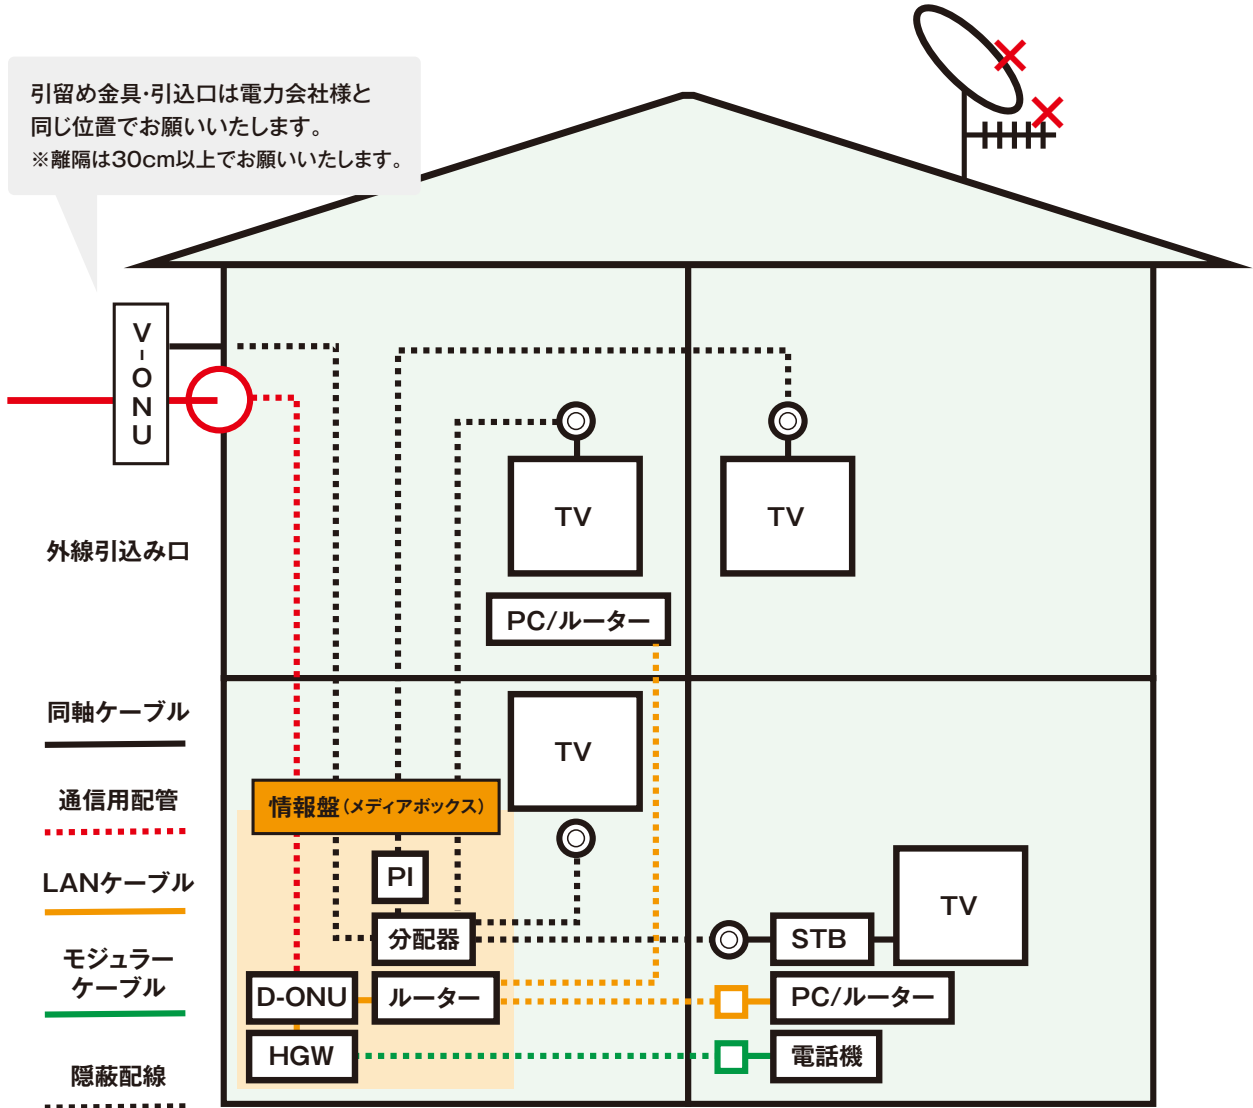 引留め金具・引込口は電力会社様と
同じ位置でお願いいたします。
※離隔は30cm以上でお願いいたします。
V-ONU
外線引込み口
同軸ケーブル
通信用配管
LANケーブル
モジュラー
ケーブル
隠蔽配線
TV
TV
PC/ルーター
TV
情報盤（メディアボックス）
PI
分配器
D-ONU
ルーター
HGW
TV
STB
PC/ルーター
電話機